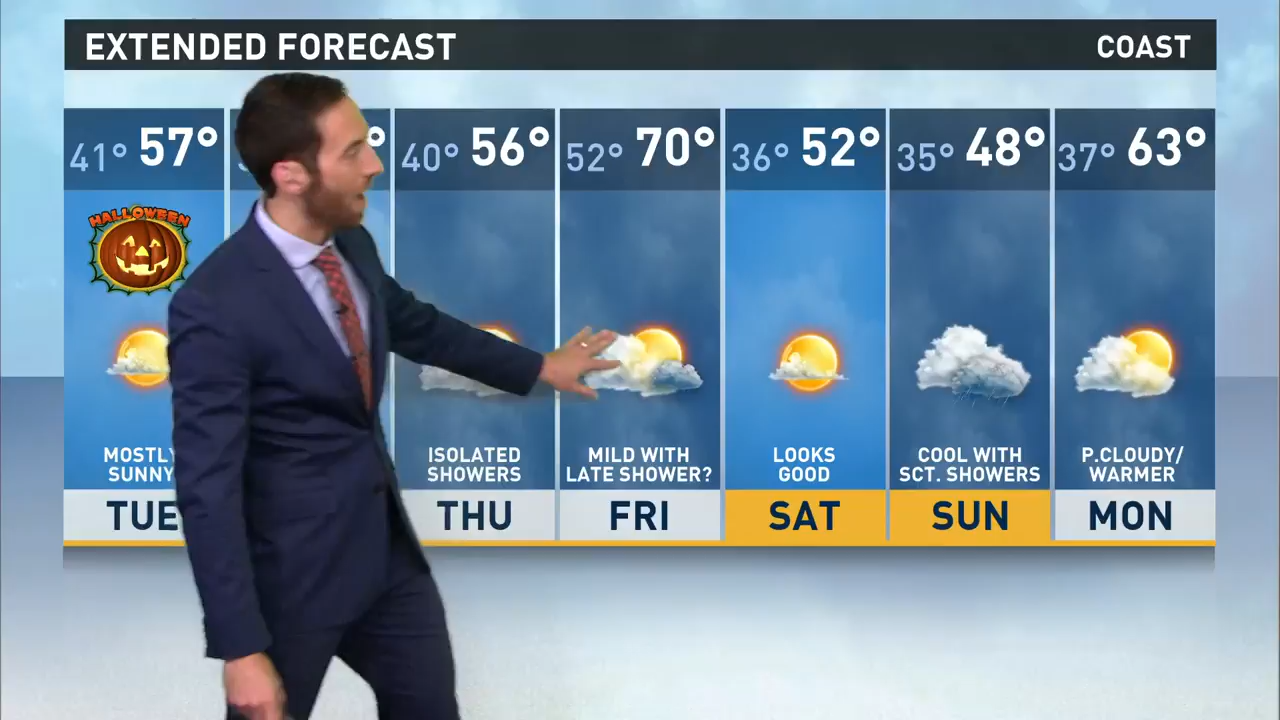 EXTENDED FORECAST
COAST
41° 57°
40° 56°
52° 70°
36° 52°
35° 48°
37° 63°
HALLOWEEN
MOSTLY
SUNNY
ISOLATED
SHOWERS
MILD WITH
LATE SHOWER?
LOOKS
GOOD
COOL WITH
SCT. SHOWERS
P.CLOUDY/
WARMER
TUE
THU
FRI
SAT
SUN
MON